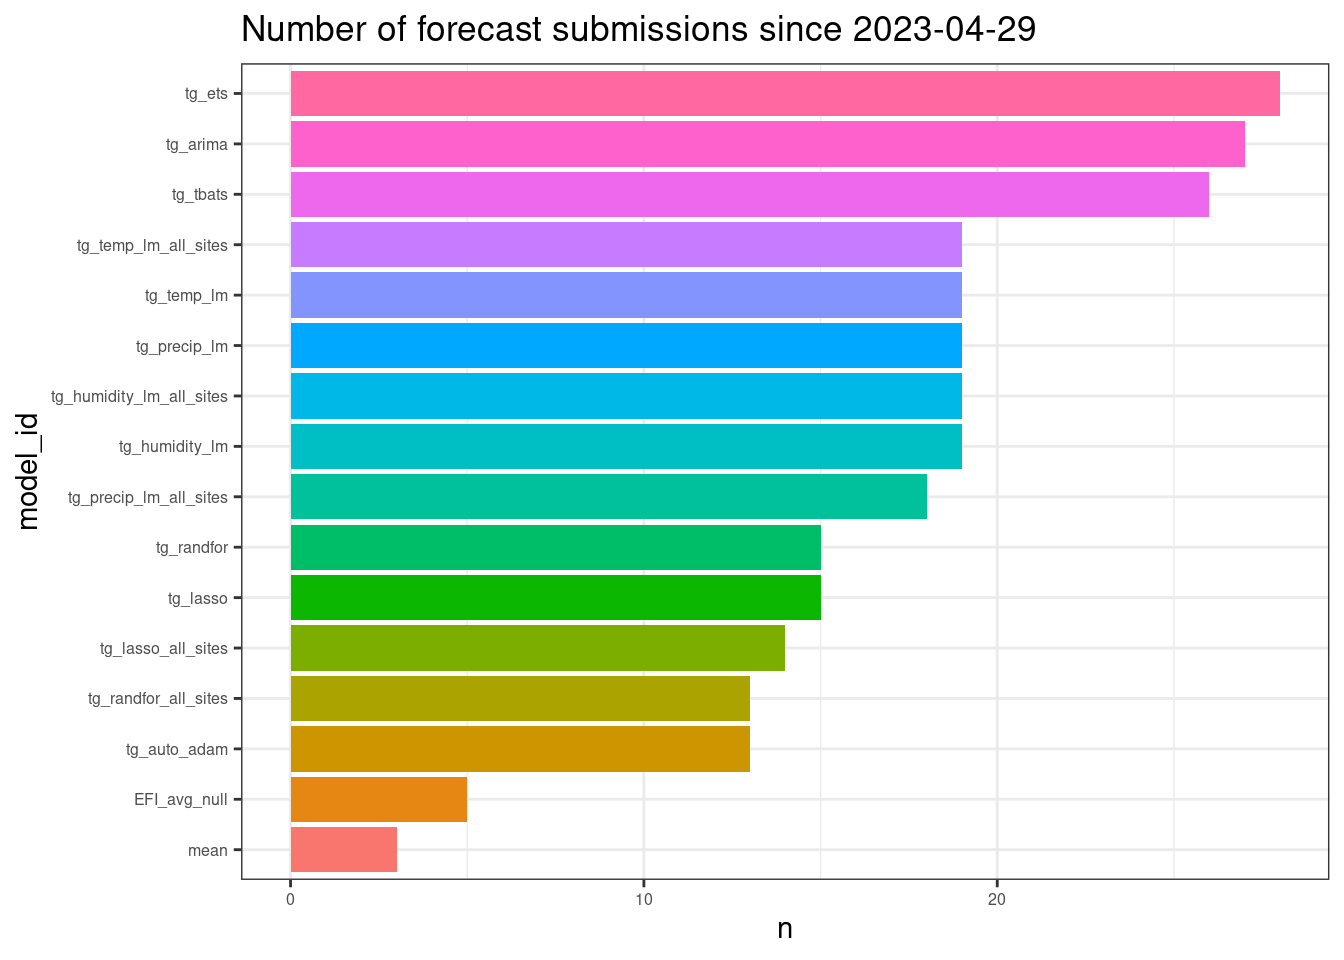 Number of forecast submissions since 2023-04-29
tg_ets
tg_arima
tg_tbats
tg_temp_lm_all_sites
tg_temp_lm
tg_precip_lm
tg_humidity_lm_all_sites
tg_humidity_lm
tg_precip_lm_all_sites
tg_randfor
tg_lasso
tg_lasso_all_sites
tg_randfor_all_sites
tg_auto_adam
EFI_avg_null
mean
model_id
0 10 20
n